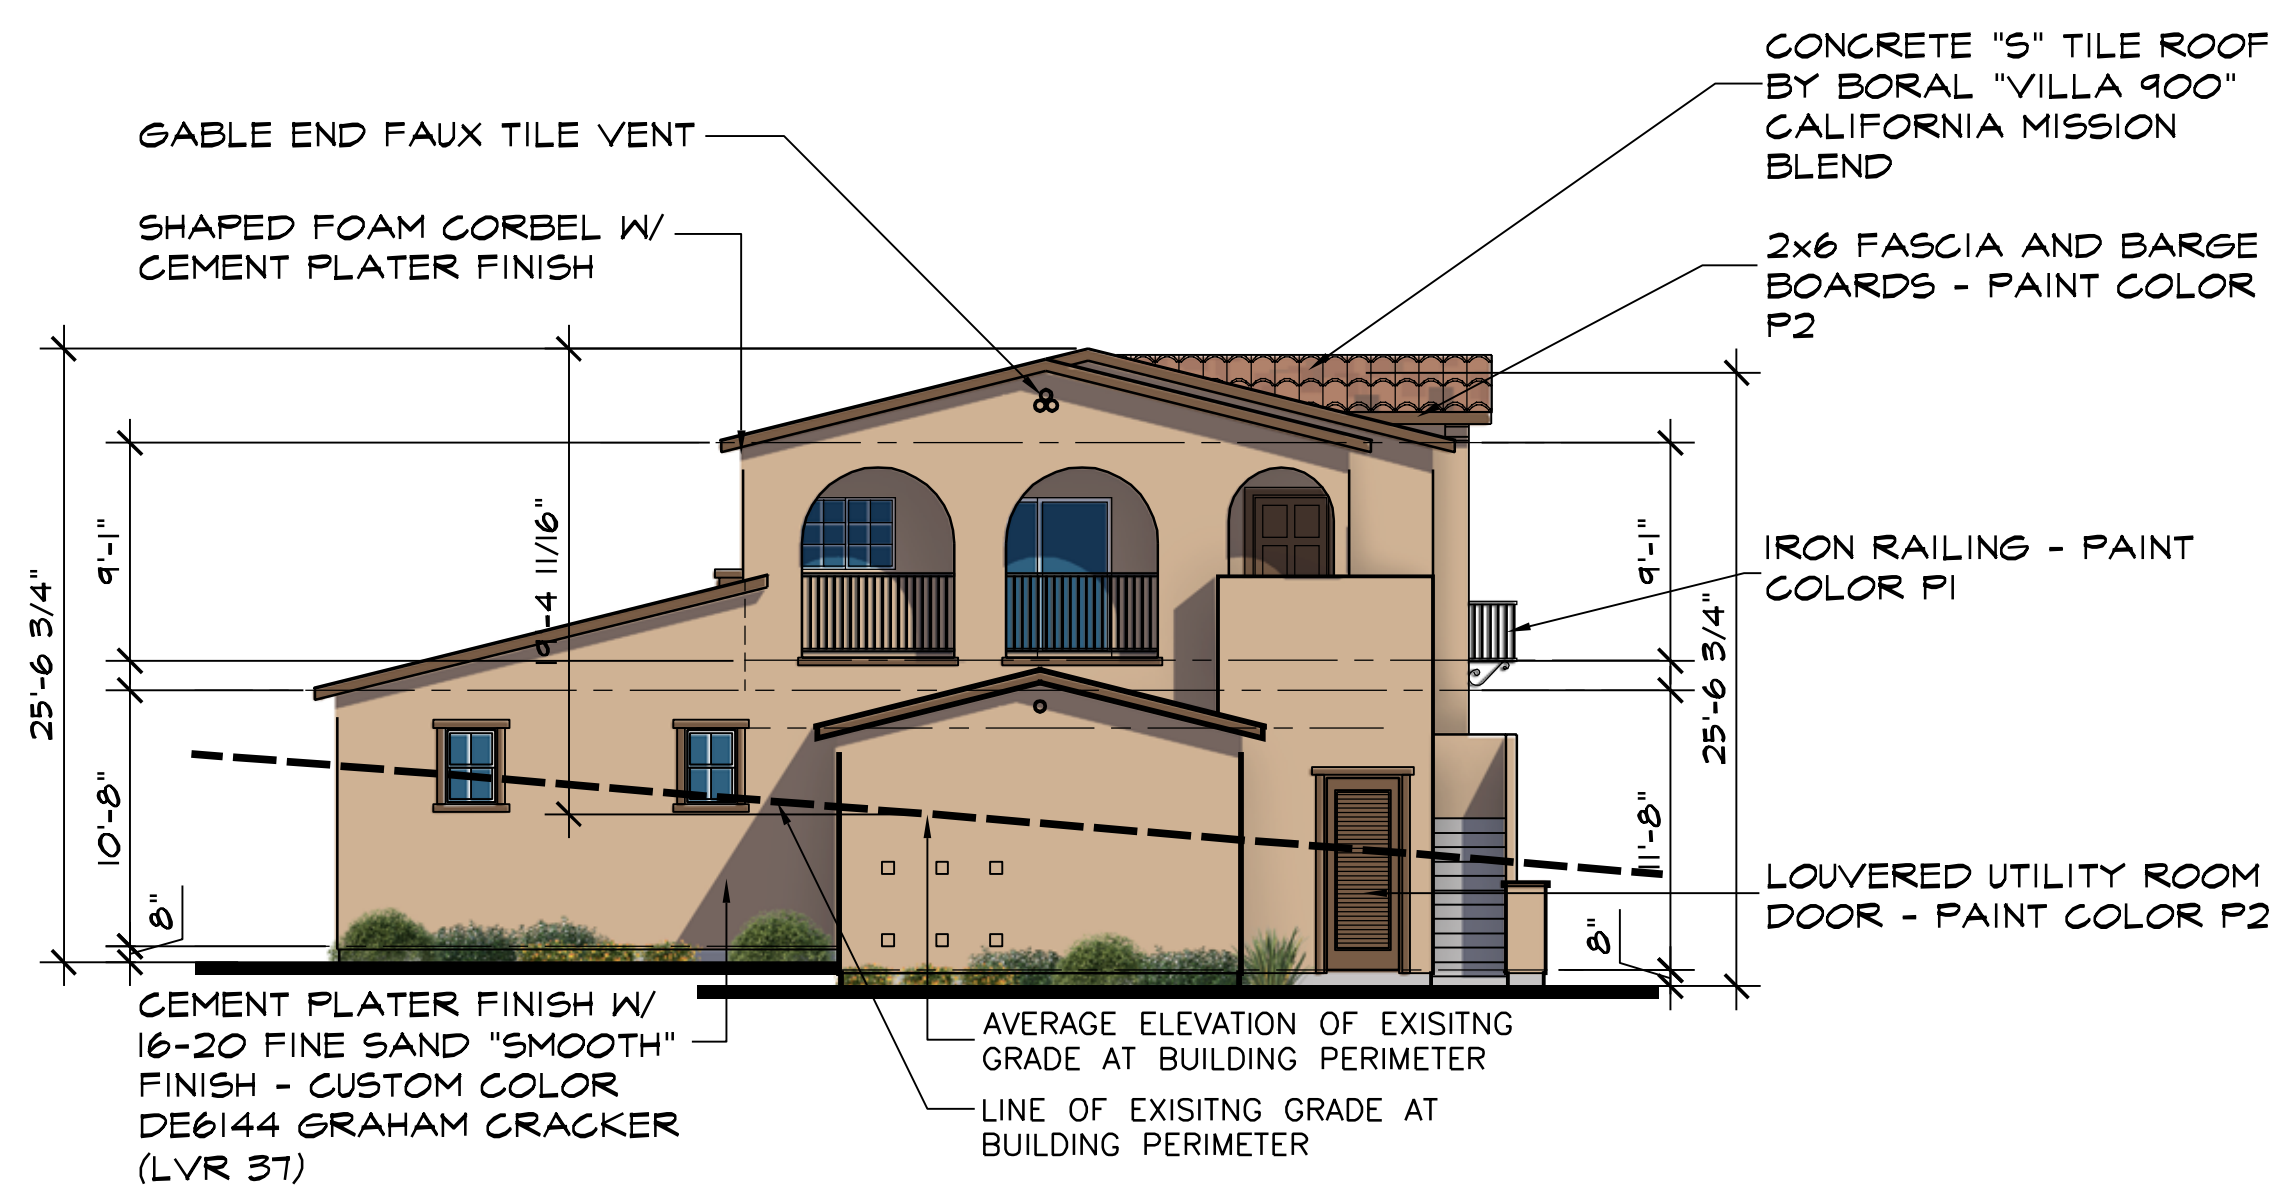 CONCRETE "S" TILE ROOF
BY BORAL "VILLA 900"
CALIFORNIA MISSION
BLEND
GABLE END FAUX TILE VENT
SHAPED FOAM CORBEL W/
CEMENT PLATER FINISH
2x6 FASCIA AND BARGE
BOARDS - PAINT COLOR
P2
IRON RAILING - PAINT
COLOR P1
LOUVERED UTILITY ROOM
DOOR - PAINT COLOR P2
25'-6 3/4"
9'-1"
10'-8"
8"
19'-4 11/16"
9'-1"
25'-6 3/4"
11'-8"
8"
CEMENT PLATER FINISH W/
16-20 FINE SAND "SMOOTH"
FINISH - CUSTOM COLOR
DE6144 GRAHAM CRACKER
(LVR 37)
AVERAGE ELEVATION OF EXISITNG
GRADE AT BUILDING PERIMETER
LINE OF EXISITNG GRADE AT
BUILDING PERIMETER